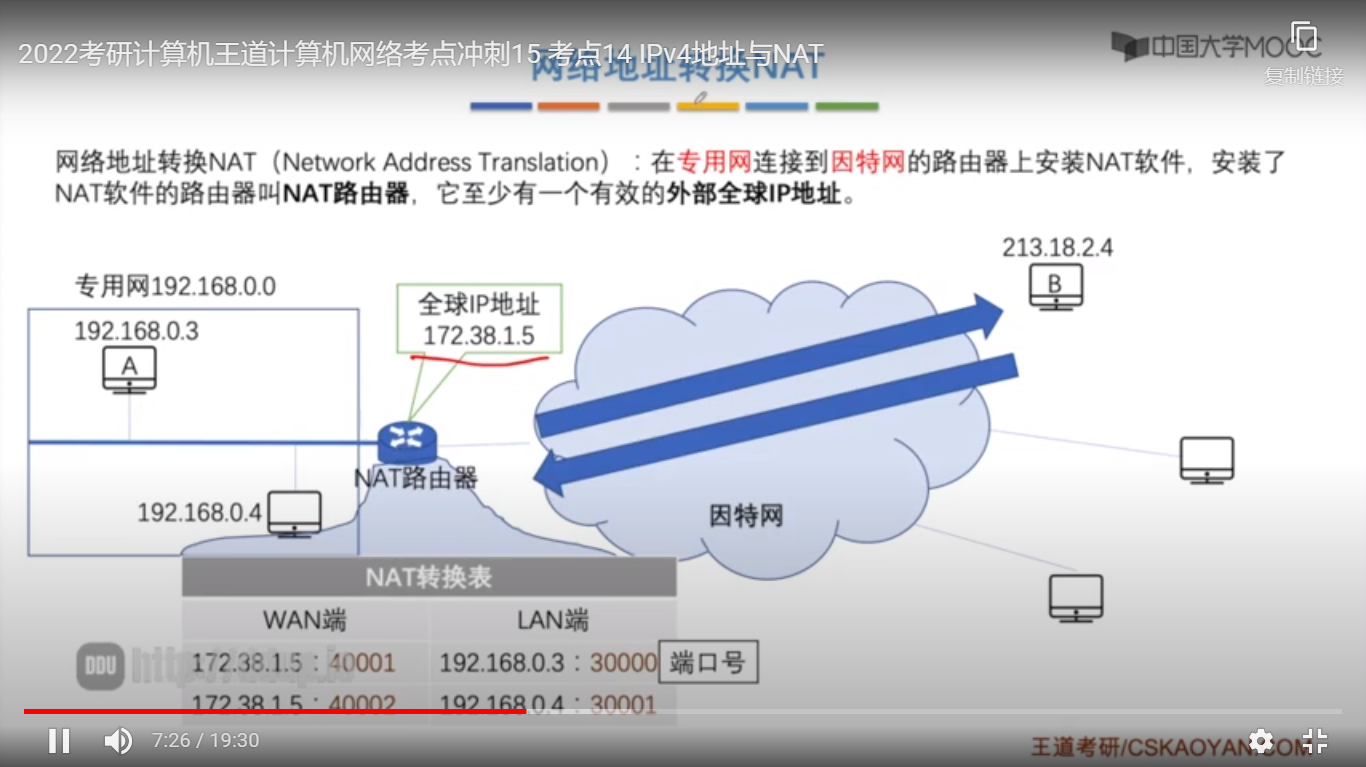 2022考研计算机王道计算机网络考点冲刺15 考点14 IPv4地址与NAT
中国大学MOOC
复制链接
网络地址转换NAT
网络地址转换NAT（Network Address Translation）：在专用网连接到因特网的路由器上安装NAT软件，安装了
NAT软件的路由器叫NAT路由器，它至少有一个有效的外部全球IP地址。
213.18.2.4
B
专用网192.168.0.0
全球IP地址
172.38.1.5
192.168.0.3
A
NAT路由器
192.168.0.4
因特网
NAT转换表
WAN端
LAN端
172.38.1.5：40001
192.168.0.3：30000
端口号
172.38.1.5：40002
192.168.0.4：30001
DDU
7:26 / 19:30
王道考研/CSKAOYAN.COM